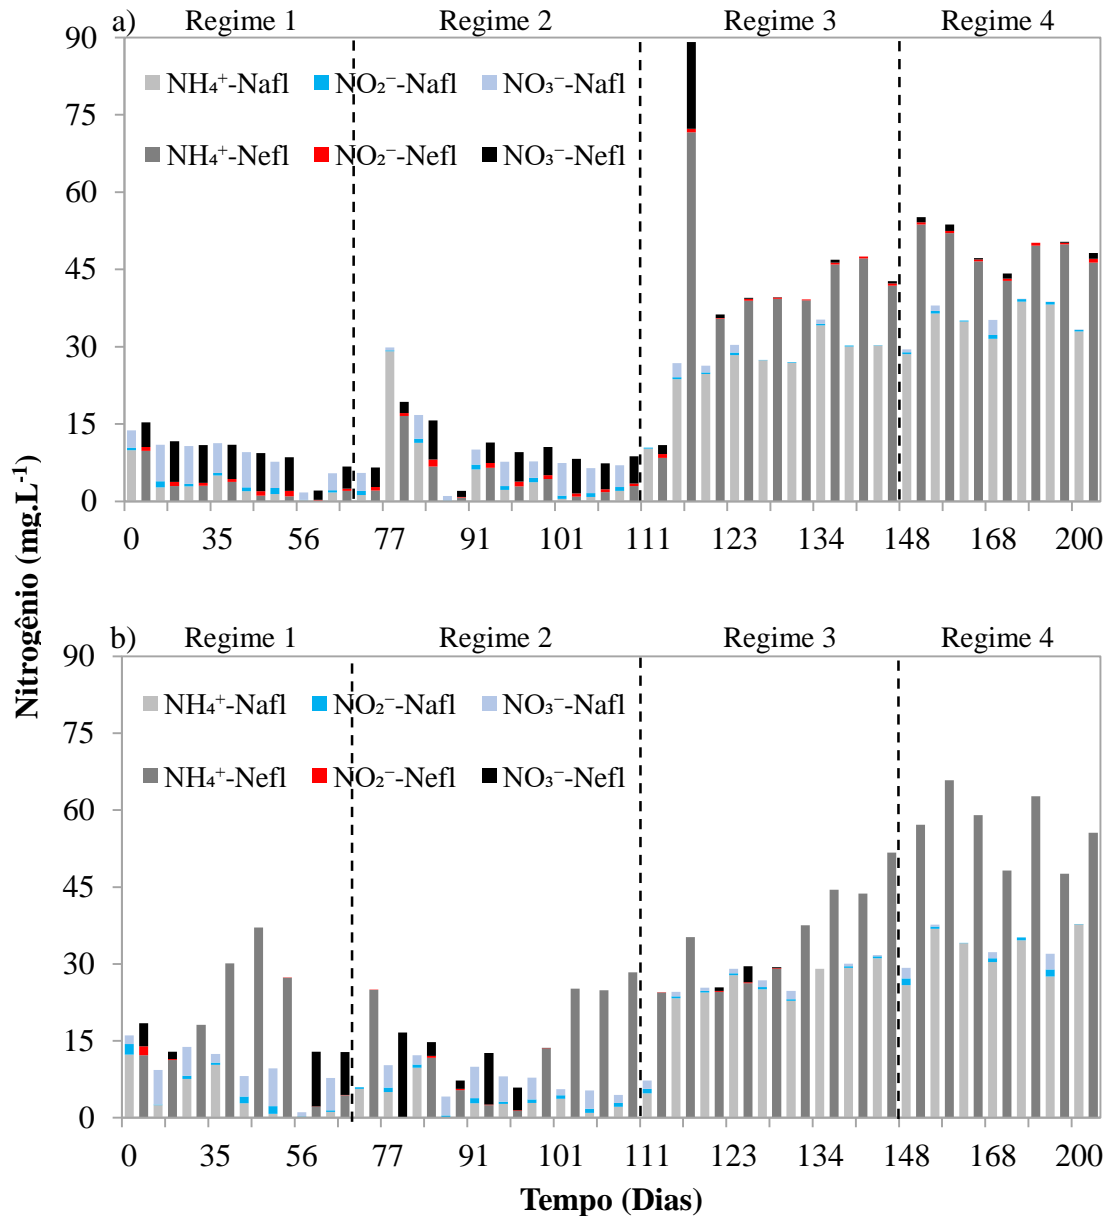 a)
Regime 1 Regime 2 Regime 3 Regime 4
90
NH₄⁺-Nafl NO₂⁻-Nafl NO₃⁻-Nafl
75
NH₄⁺-Nefl NO₂⁻-Nefl NO₃⁻-Nefl
60
45
30
15
0
0 35 56 77 91 101 111 123 134 148 168 200
Nitrogênio (mg.L⁻¹)
b)
Regime 1 Regime 2 Regime 3 Regime 4
90
NH₄⁺-Nafl NO₂⁻-Nafl NO₃⁻-Nafl
75
NH₄⁺-Nefl NO₂⁻-Nefl NO₃⁻-Nefl
60
45
30
15
0
0 35 56 77 91 101 111 123 134 148 168 200
Tempo (Dias)